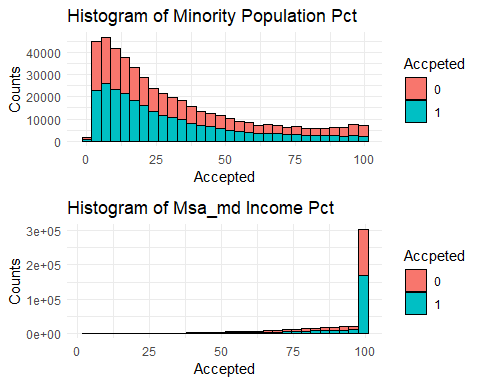 Histogram of Minority Population Pct
40000
30000
20000
10000
0
Counts
0 25 50 75 100
Accepted
Accpeted
0
1
Histogram of Msa_md Income Pct
3e+05
2e+05
1e+05
0e+00
Counts
0 25 50 75 100
Accepted
Accpeted
0
1